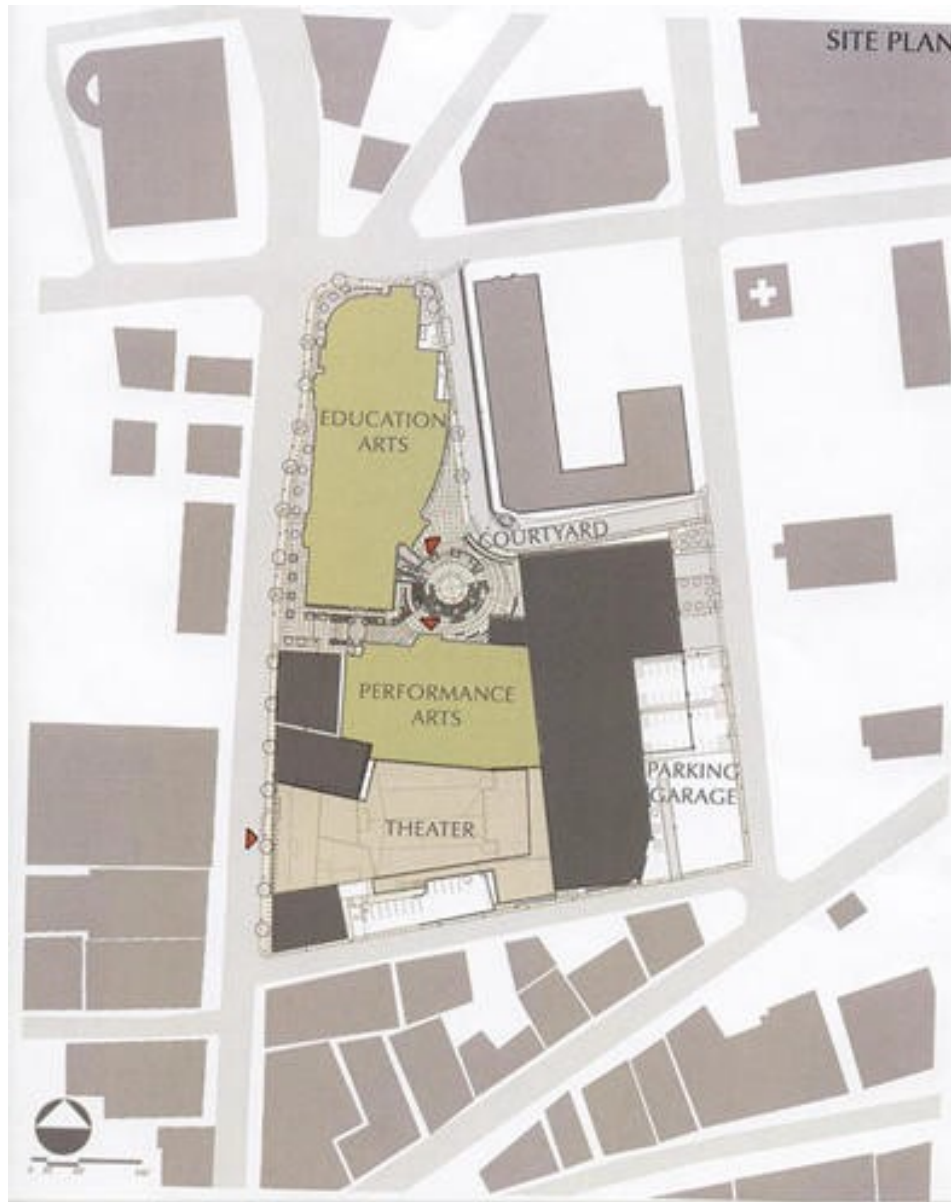 SITE PLAN
EDUCATION
ARTS
COURTYARD
PERFORMANCE
ARTS
PARKING
GARAGE
THEATER